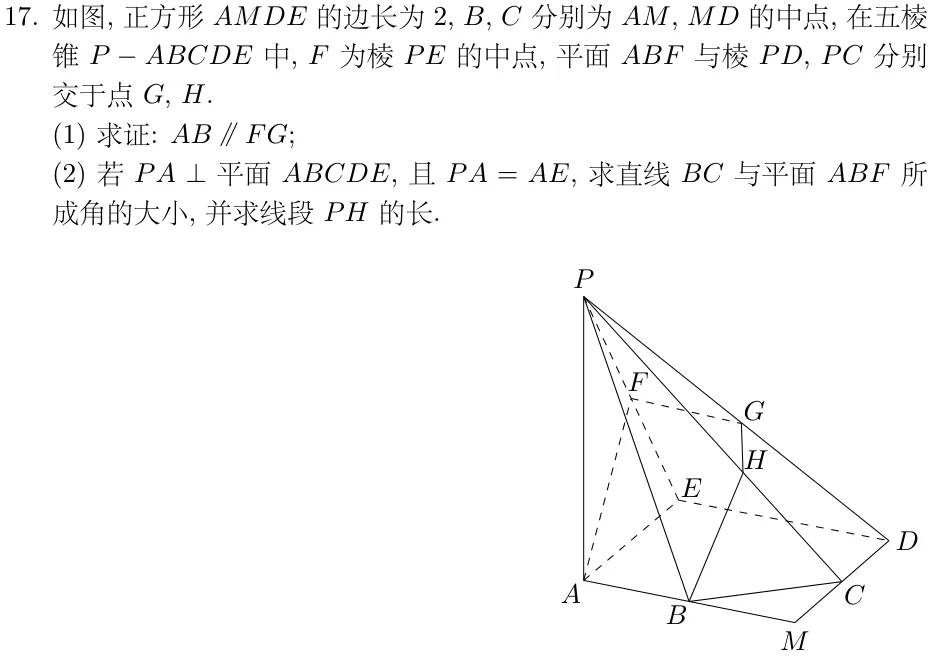 17. 如图, 正方形 AMDE 的边长为 2, B, C 分别为 AM, MD 的中点, 在五棱
锥 P − ABCDE 中, F 为棱 PE 的中点, 平面 ABF 与棱 PD, PC 分别
交于点 G, H.
(1) 求证: AB ∥ FG;
(2) 若 PA ⊥ 平面 ABCDE, 且 PA = AE, 求直线 BC 与平面 ABF 所
成角的大小, 并求线段 PH 的长.
P
F
G
H
E
D
A
B
C
M